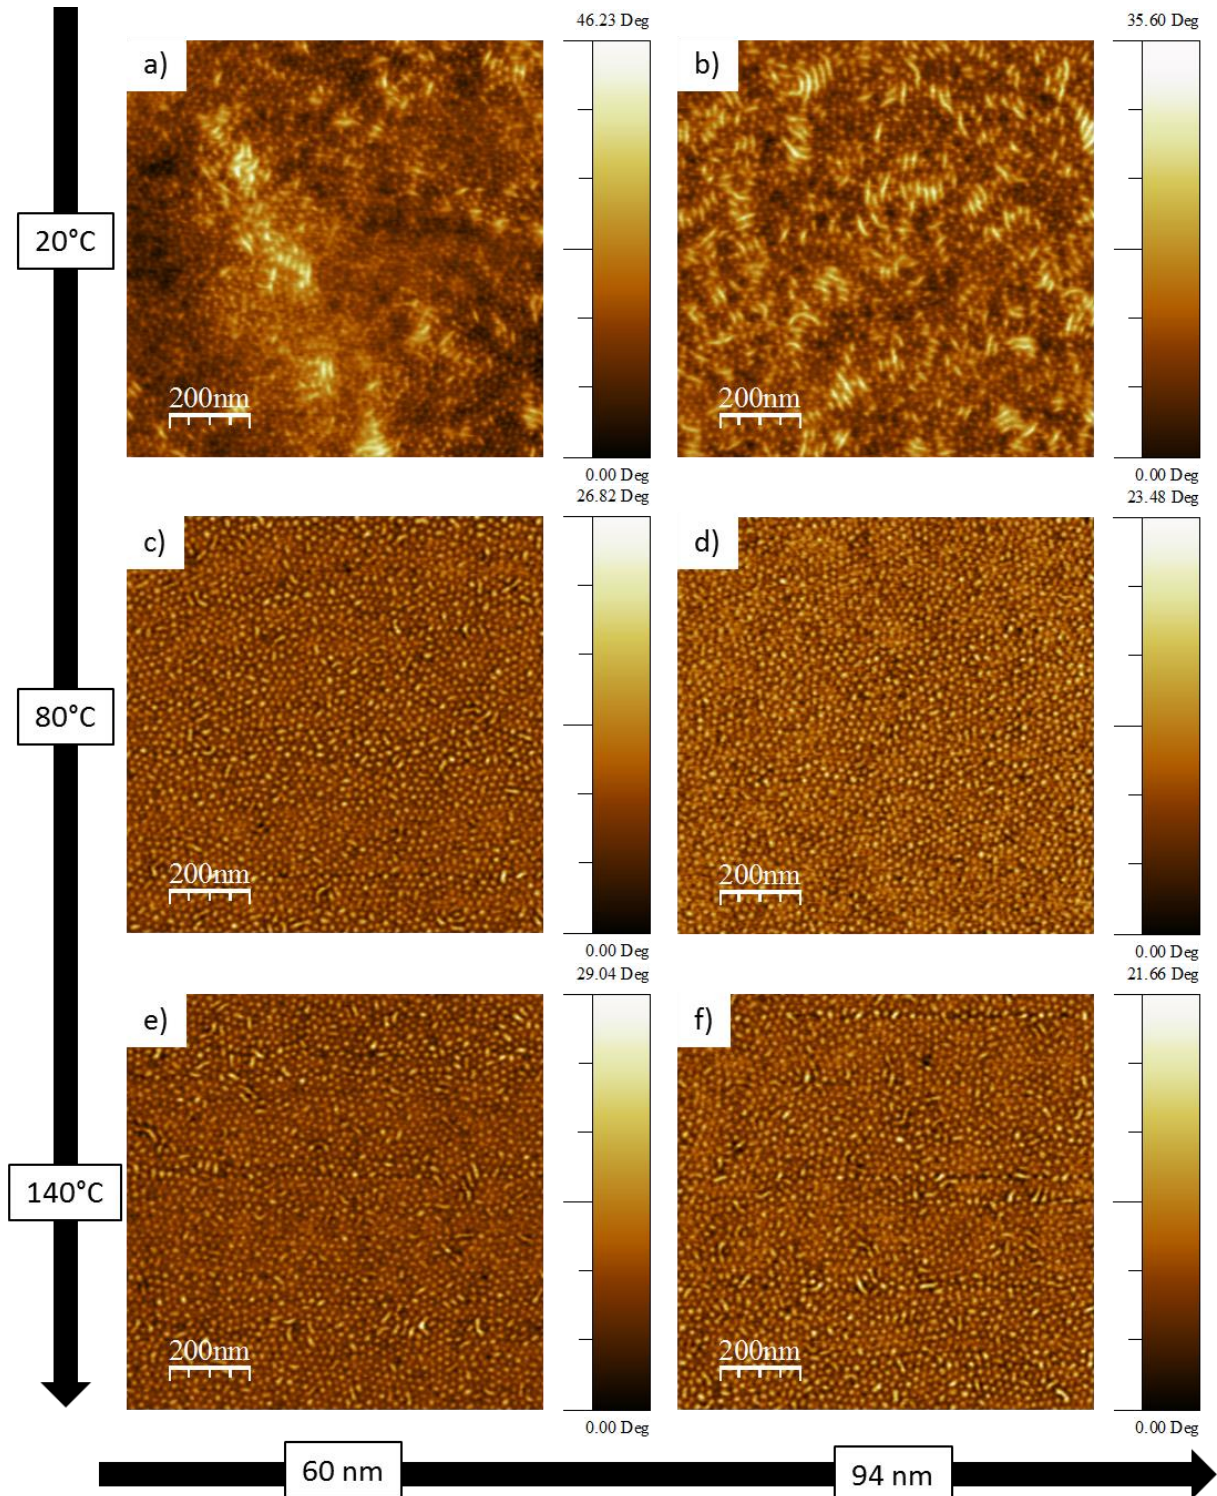 46.23 Deg
35.60 Deg
a)
b)
20°C
200nm
200nm
0.00 Deg
0.00 Deg
26.82 Deg
23.48 Deg
c)
d)
80°C
200nm
200nm
0.00 Deg
0.00 Deg
29.04 Deg
21.66 Deg
e)
f)
140°C
200nm
200nm
0.00 Deg
0.00 Deg
60 nm
94 nm